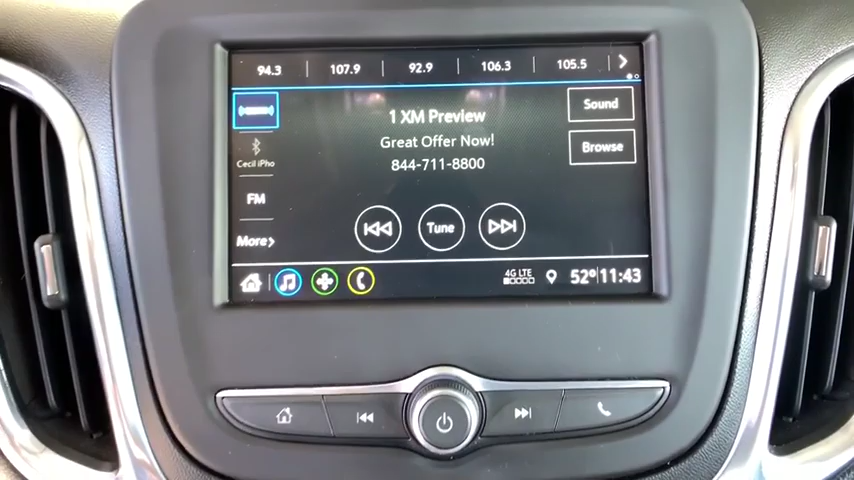 94.3 107.9 92.9 106.3 105.5
1 XM Preview
Great Offer Now!
844-711-8800
Sound
Browse
Cecil iPho
FM
More
Tune
4G LTE
52° 11:43